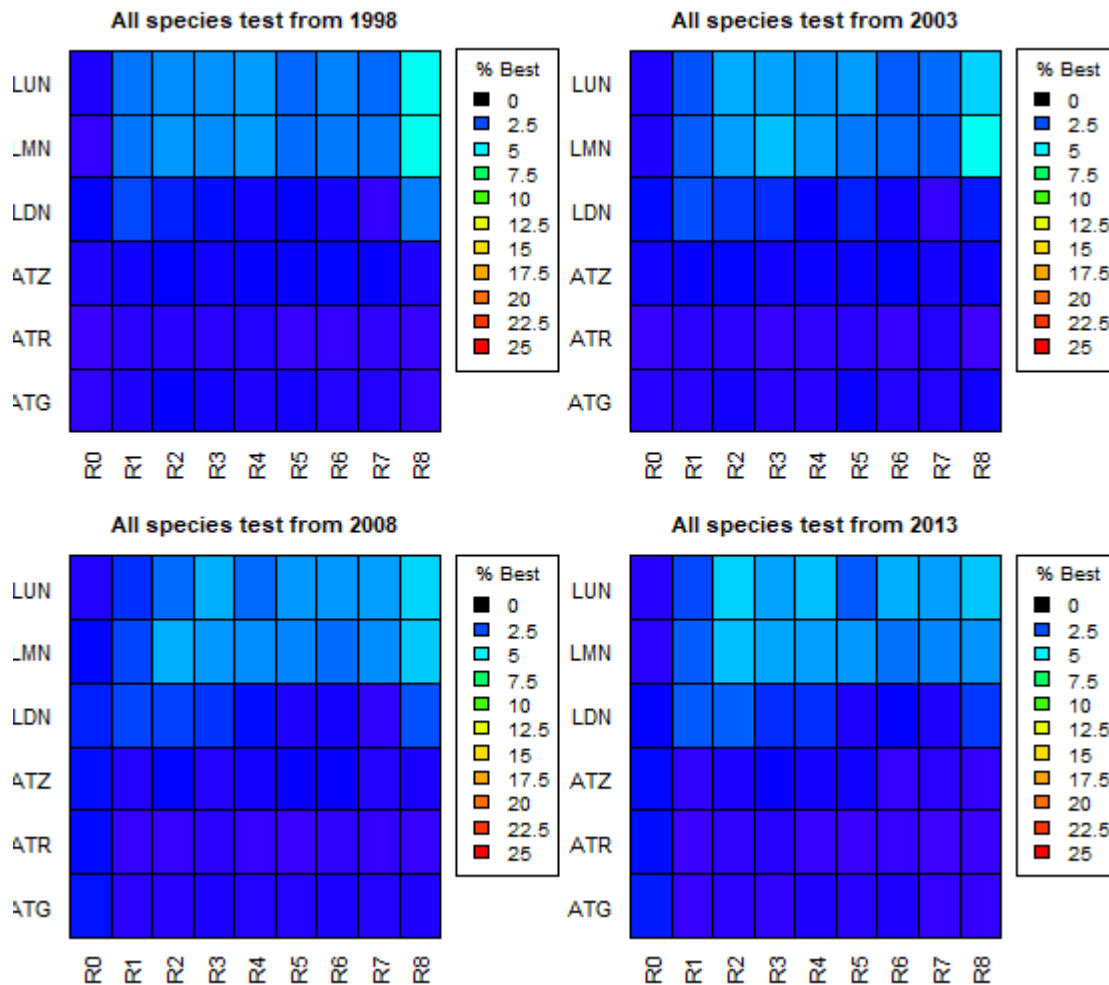 All species test from 1998
LUN
LMN
LDN
ATZ
ATR
ATG
R0 R1 R2 R3 R4 R5 R6 R7 R8
% Best
0
2.5
5
7.5
10
12.5
15
17.5
20
22.5
25
All species test from 2003
LUN
LMN
LDN
ATZ
ATR
ATG
R0 R1 R2 R3 R4 R5 R6 R7 R8
% Best
0
2.5
5
7.5
10
12.5
15
17.5
20
22.5
25
All species test from 2008
LUN
LMN
LDN
ATZ
ATR
ATG
R0 R1 R2 R3 R4 R5 R6 R7 R8
% Best
0
2.5
5
7.5
10
12.5
15
17.5
20
22.5
25
All species test from 2013
LUN
LMN
LDN
ATZ
ATR
ATG
R0 R1 R2 R3 R4 R5 R6 R7 R8
% Best
0
2.5
5
7.5
10
12.5
15
17.5
20
22.5
25